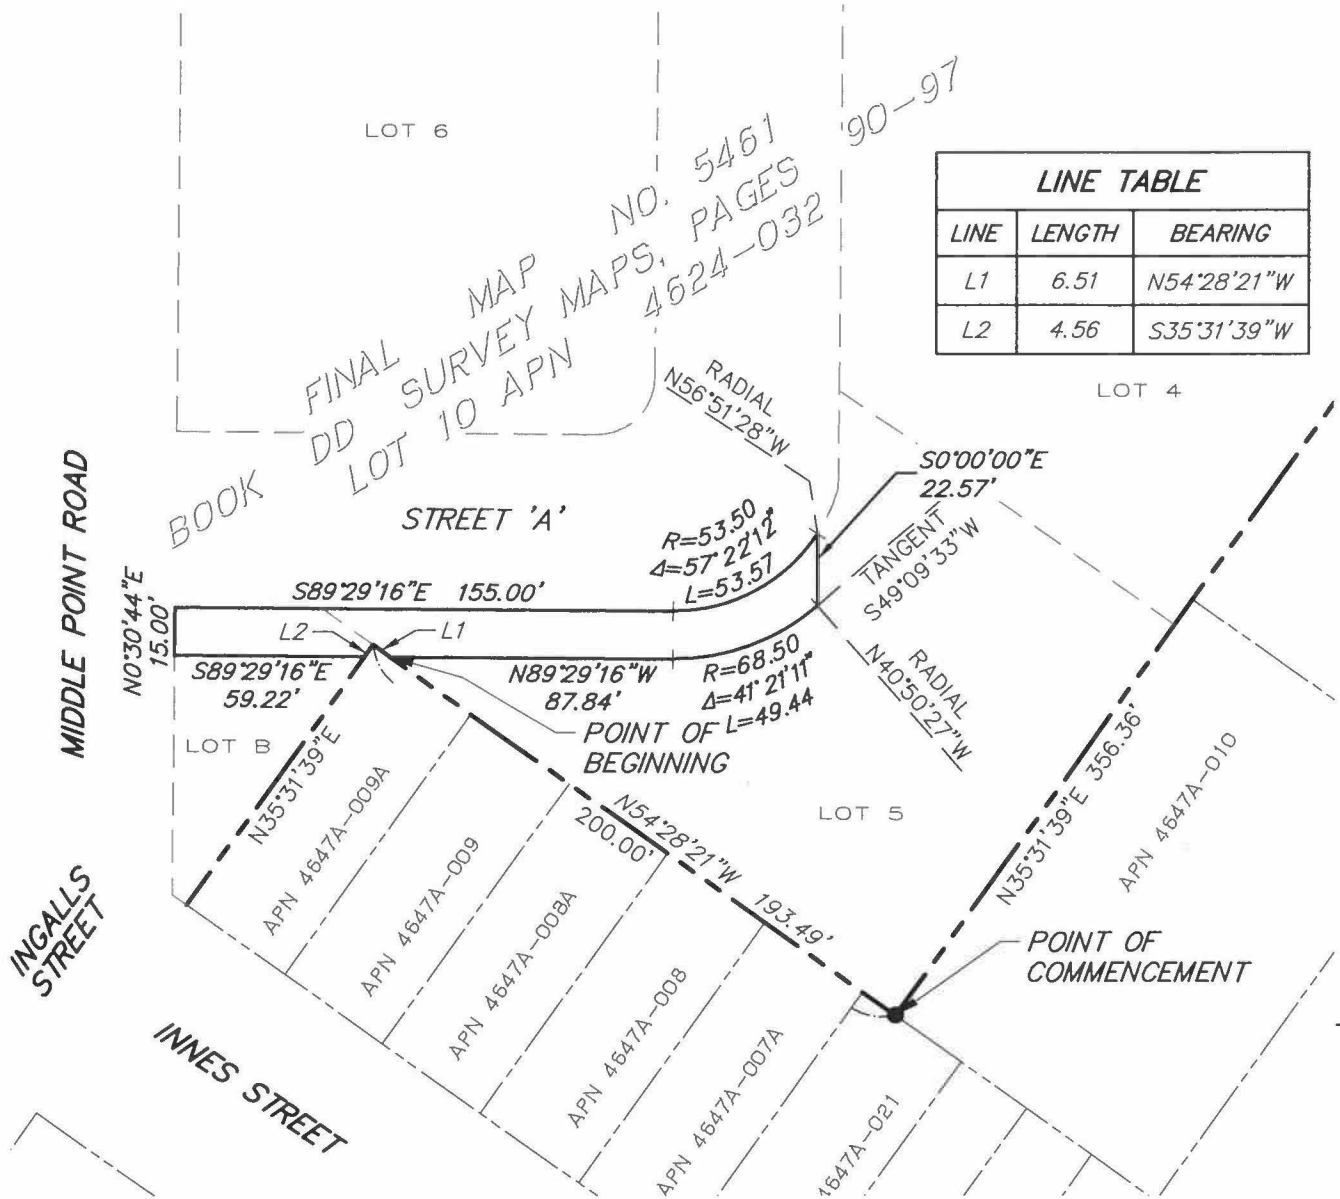 LOT 6
FINAL MAP NO. 5461
BOOK DD SURVEY MAPS, PAGES 90-97
LOT 10 APN 4624-032
LINE TABLE
LINE LENGTH BEARING
L1 6.51 N54°28'21"W
L2 4.56 S35°31'39"W
LOT 4
RADIAL
N56°51'28"W
S0°00'00"E
22.57'
TANGENT
S49°09'33"W
STREET 'A'
R=53.50
Δ=57°22'12"
L=53.57
MIDDLE POINT ROAD
N0°30'44"E
15.00'
S89°29'16"E 155.00'
L2
L1
S89°29'16"E
59.22'
N89°29'16"W
87.84'
R=68.50
Δ=41°21'11"
L=49.44
RADIAL
N40°50'27"W
POINT OF
BEGINNING
LOT B
N35°31'39"E
N54°28'21"W 193.49'
200.00'
LOT 5
N35°31'39"E 356.36'
APN 4647A-010
APN 4647A-009A
APN 4647A-009
APN 4647A-008A
APN 4647A-008
APN 4647A-007A
4647A-021
POINT OF
COMMENCEMENT
INGALLS
STREET
INNES STREET